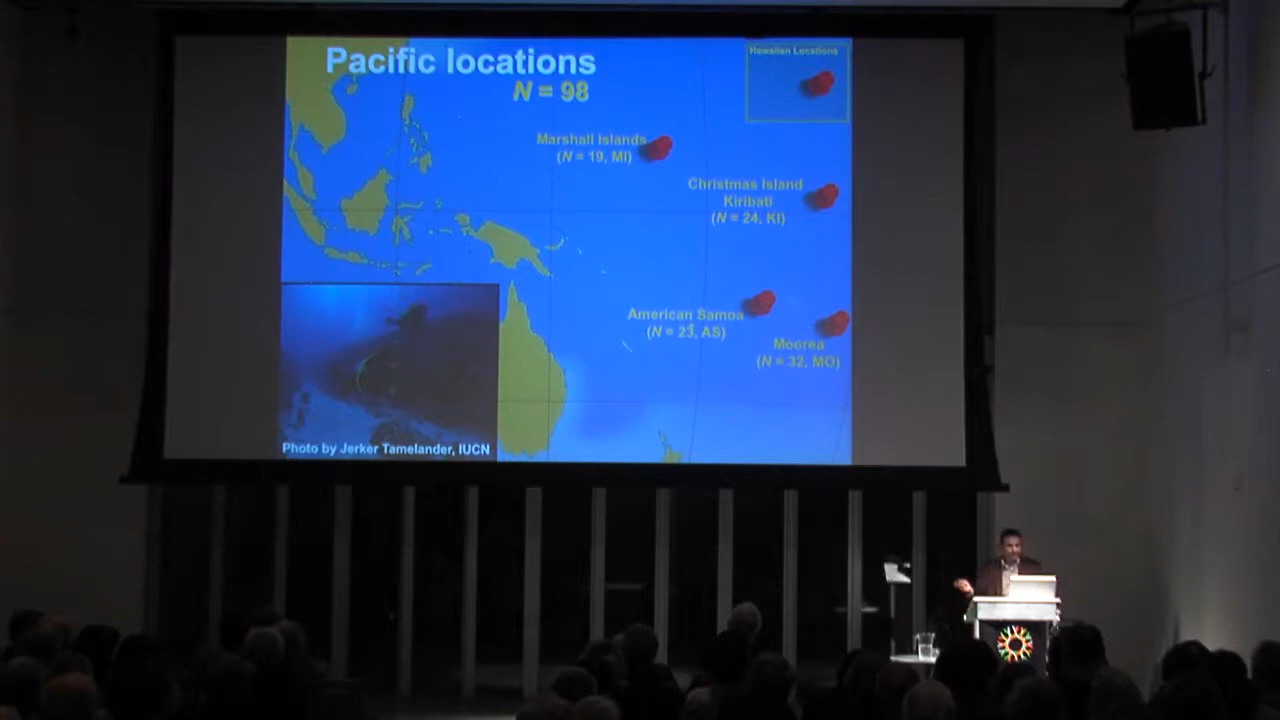 Pacific locations
N = 98
Hawaiian Locations
Marshall Islands
(N = 19, MI)
Christmas Island
Kiribati
(N = 24, KI)
American Samoa
(N = 23, AS)
Moorea
(N = 32, MO)
Photo by Jerker Tamelander, IUCN